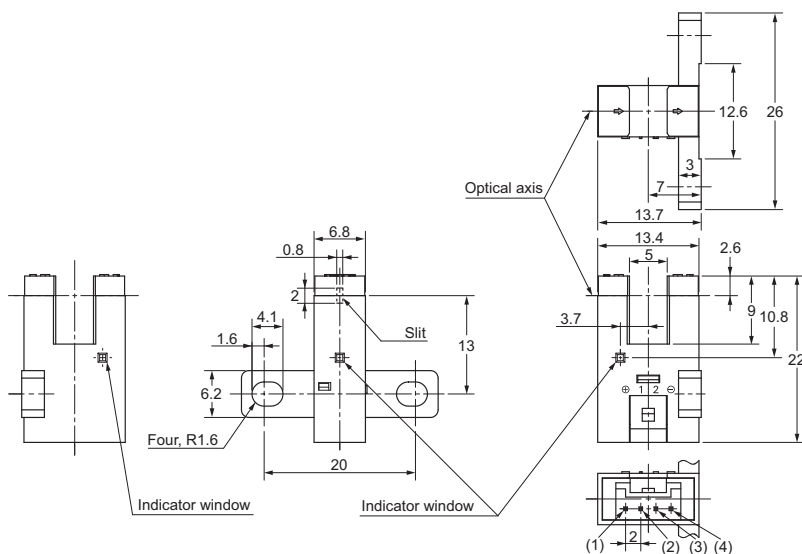 12.6
26
3
7
Optical axis
13.7
6.8
13.4
0.8
5
2.6
2
4.1
Slit
3.7
9
10.8
1.6
13
22
6.2
⊕ 1 2 ⊖
Four, R1.6
20
Indicator window
Indicator window
(1) 2 (2) (3) (4)